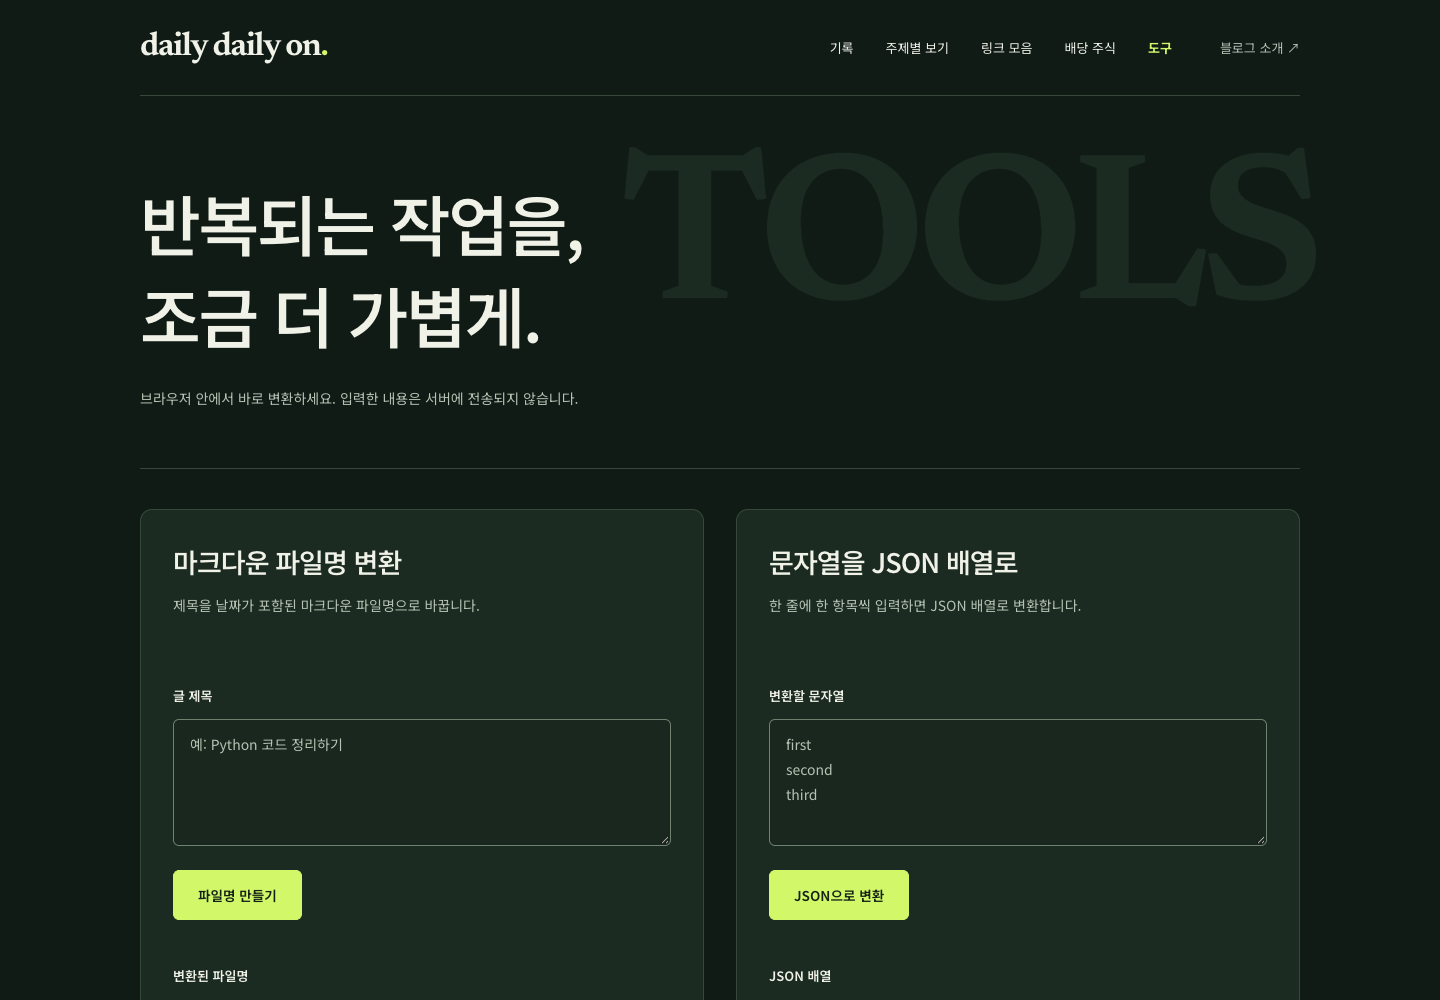 daily daily on.
기록
주제별 보기
링크 모음
배당 주식
도구
블로그 소개 ↗
TOOLS
반복되는 작업을,
조금 더 가볍게.
브라우저 안에서 바로 변환하세요. 입력한 내용은 서버에 전송되지 않습니다.
마크다운 파일명 변환
제목을 날짜가 포함된 마크다운 파일명으로 바꿉니다.
글 제목
예: Python 코드 정리하기
파일명 만들기
변환된 파일명
문자열을 JSON 배열로
한 줄에 한 항목씩 입력하면 JSON 배열로 변환합니다.
변환할 문자열
first
second
third
JSON으로 변환
JSON 배열